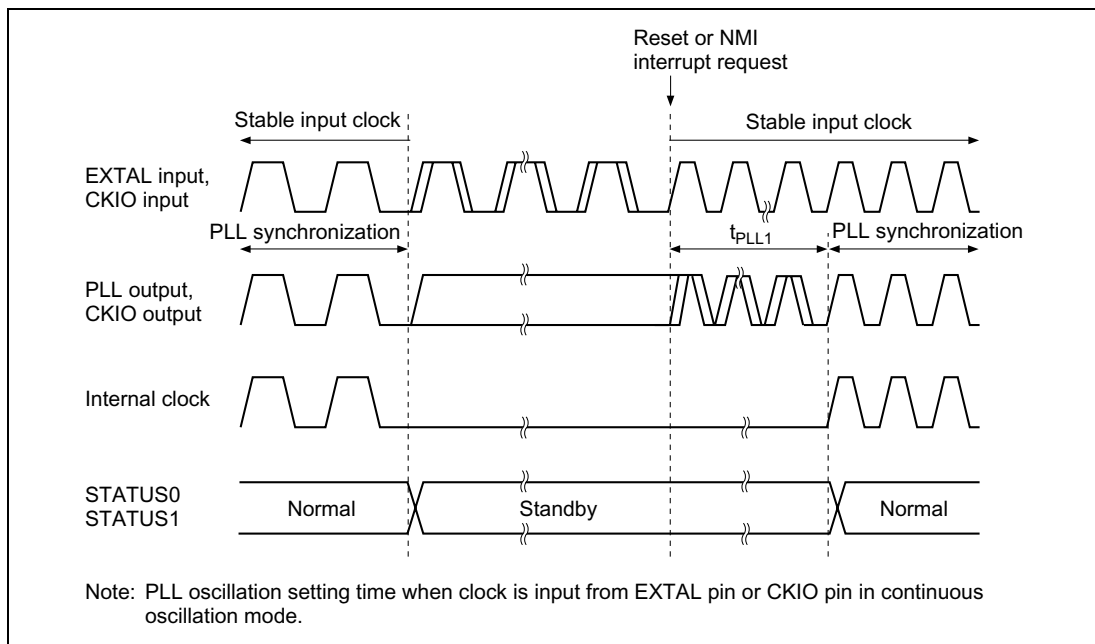 Reset or NMI
interrupt request
Stable input clock
Stable input clock
EXTAL input,
CKIO input
PLL synchronization
tPLL1
PLL synchronization
PLL output,
CKIO output
Internal clock
STATUS0
STATUS1
Normal
Standby
Normal
Note: PLL oscillation setting time when clock is input from EXTAL pin or CKIO pin in continuous
oscillation mode.